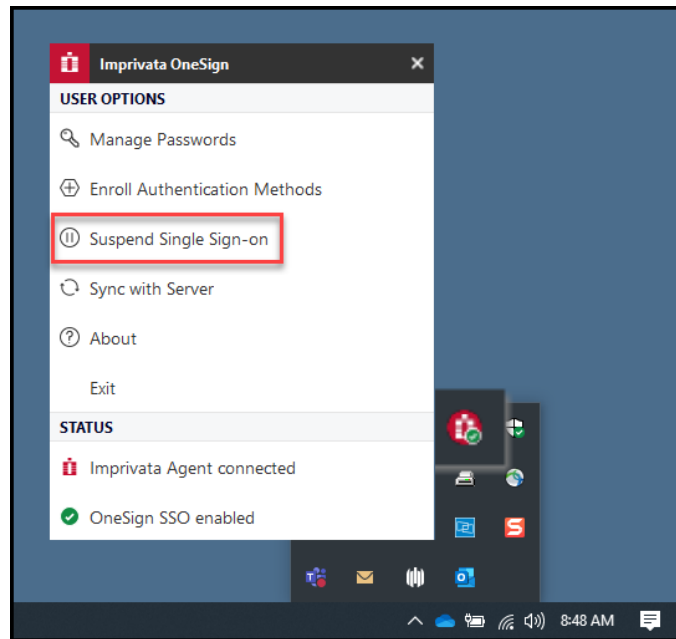 Imprivata OneSign
USER OPTIONS
Manage Passwords
Enroll Authentication Methods
Suspend Single Sign-on
Sync with Server
About
Exit
STATUS
Imprivata Agent connected
OneSign SSO enabled
8:48 AM